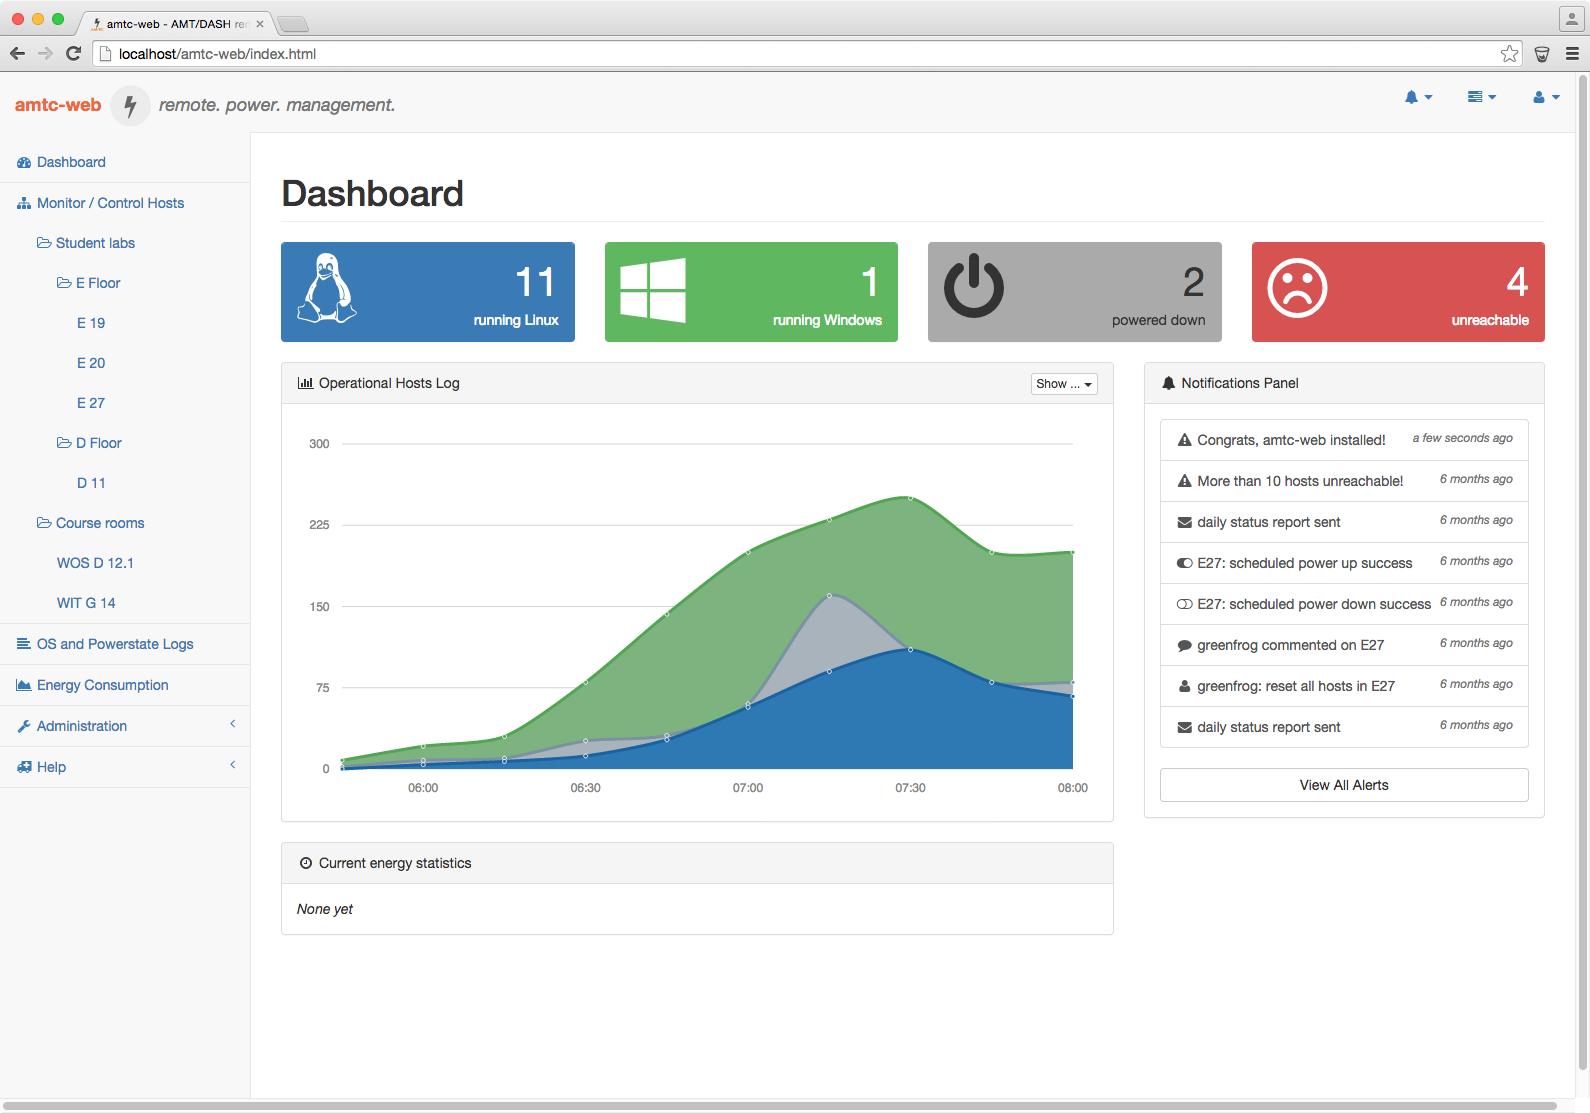 amtc-web - AMT/DASH rem
localhost/amtc-web/index.html
amtc-web remote. power. management.
Dashboard
Monitor / Control Hosts
Student labs
E Floor
E 19
E 20
E 27
D Floor
D 11
Course rooms
WOS D 12.1
WIT G 14
OS and Powerstate Logs
Energy Consumption
Administration
Help
Dashboard
11
running Linux
1
running Windows
2
powered down
4
unreachable
Operational Hosts Log
Show ...
300
225
150
75
0
06:00 06:30 07:00 07:30 08:00
Notifications Panel
Congrats, amtc-web installed! a few seconds ago
More than 10 hosts unreachable! 6 months ago
daily status report sent 6 months ago
E27: scheduled power up success 6 months ago
E27: scheduled power down success 6 months ago
greenfrog commented on E27 6 months ago
greenfrog: reset all hosts in E27 6 months ago
daily status report sent 6 months ago
View All Alerts
Current energy statistics
None yet